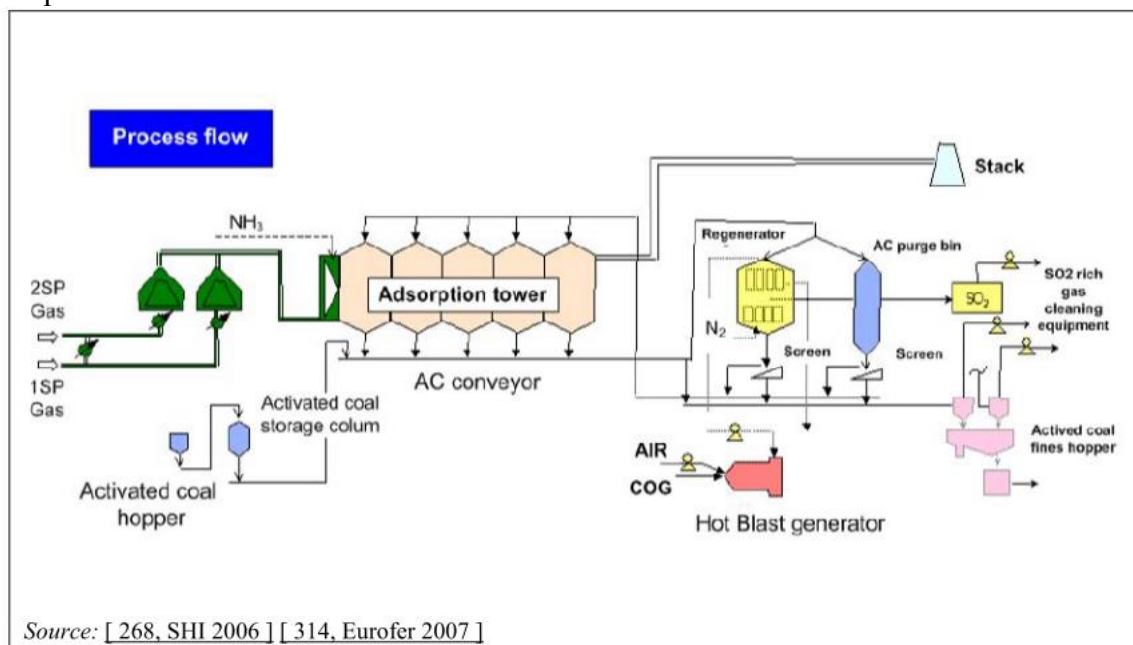 Process flow
Stack
NH3
Regenerator
AC purge bin
2SP
Gas
Adsorption tower
SO2
SO2 rich
gas
cleaning
equipment
N2
1SP
Gas
Screen
Screen
AC conveyor
Activated coal
storage colum
Activated coal
hopper
AIR
COG
Hot Blast generator
Actived coal
fines hopper
Source: [ 268, SHI 2006 ] [ 314, Eurofer 2007 ]